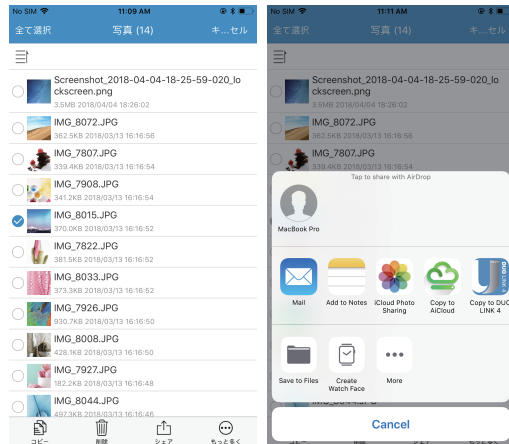 No SIM 11:09 AM
全て選択 写真 (14) キ...セル
Screenshot_2018-04-04-18-25-59-020_lo
ckscreen.png
3.5MB 2018/04/04 18:26:02
IMG_8072.JPG
362.5KB 2018/03/13 16:16:56
IMG_7807.JPG
339.4KB 2018/03/13 16:16:54
IMG_7908.JPG
341.2KB 2018/03/13 16:16:54
IMG_8015.JPG
370.0KB 2018/03/13 16:16:52
IMG_7822.JPG
381.5KB 2018/03/13 16:16:52
IMG_8033.JPG
373.3KB 2018/03/13 16:16:52
IMG_7926.JPG
930.7KB 2018/03/13 16:16:50
IMG_8008.JPG
428.1KB 2018/03/13 16:16:50
IMG_7927.JPG
182.2KB 2018/03/13 16:16:48
IMG_8044.JPG
497.3KB 2018/03/13 16:16:46
コピー 削除 シェア もっと多く
No SIM 11:11 AM
全て選択 写真 (14) キ...セル
Screenshot_2018-04-04-18-25-59-020_lo
ckscreen.png
3.5MB 2018/04/04 18:26:02
IMG_8072.JPG
362.5KB 2018/03/13 16:16:56
IMG_7807.JPG
339.4KB 2018/03/13 16:16:54
Tap to share with AirDrop
MacBook Pro
Mail
Add to Notes
iCloud Photo
Sharing
Copy to
AiCloud
Copy to DUO
LINK 4
Save to Files
Create
Watch Face
More
Cancel